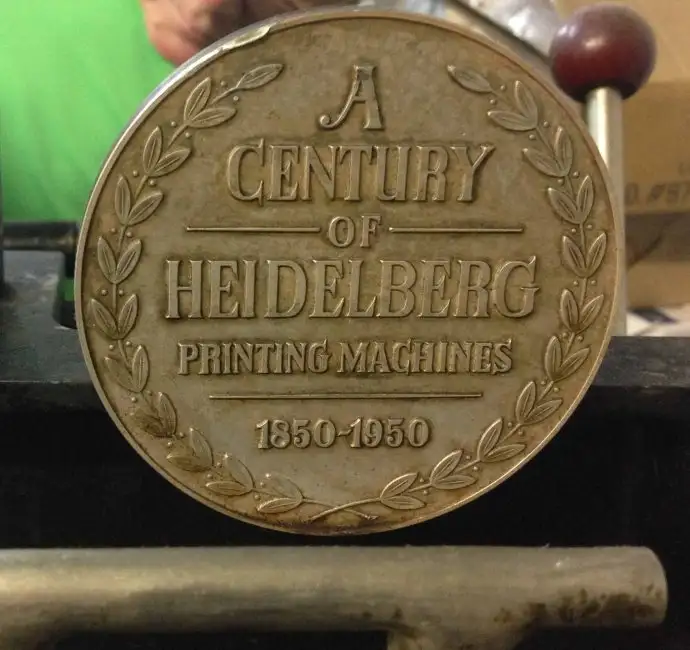 A
CENTURY
OF
HEIDELBERG
PRINTING MACHINES
1850-1950